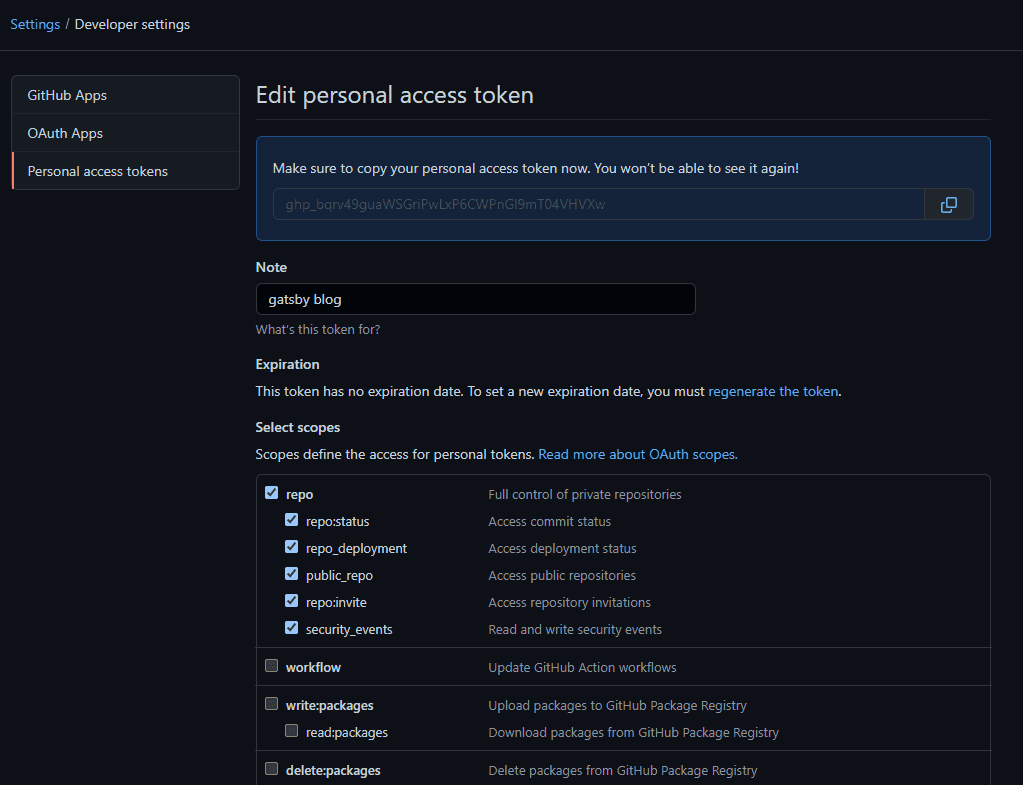 Settings / Developer settings
GitHub Apps
OAuth Apps
Personal access tokens
Edit personal access token
Make sure to copy your personal access token now. You won't be able to see it again!
Note
gatsby blog
What's this token for?
Expiration
This token has no expiration date. To set a new expiration date, you must regenerate the token.
Select scopes
Scopes define the access for personal tokens. Read more about OAuth scopes.
repo Full control of private repositories
repo:status Access commit status
repo_deployment Access deployment status
public_repo Access public repositories
repo:invite Access repository invitations
security_events Read and write security events
workflow Update GitHub Action workflows
write:packages Upload packages to GitHub Package Registry
read:packages Download packages from GitHub Package Registry
delete:packages Delete packages from GitHub Package Registry